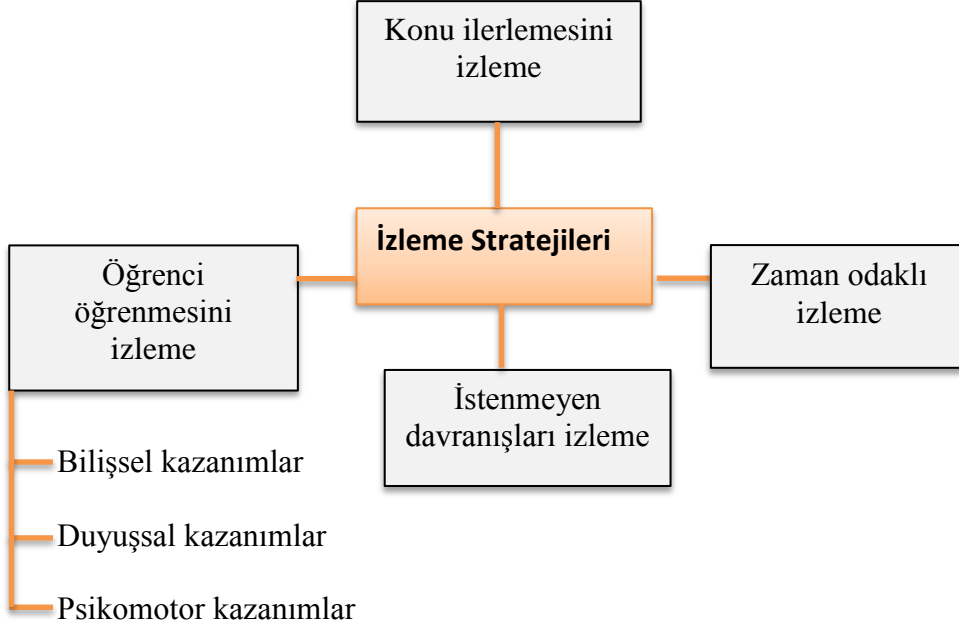 Konu ilerlemesini
izleme
İzleme Stratejileri
Öğrenci
öğrenmesini
izleme
Zaman odaklı
izleme
İstenmeyen
davranışları izleme
Bilişsel kazanımlar
Duyuşsal kazanımlar
Psikomotor kazanımlar